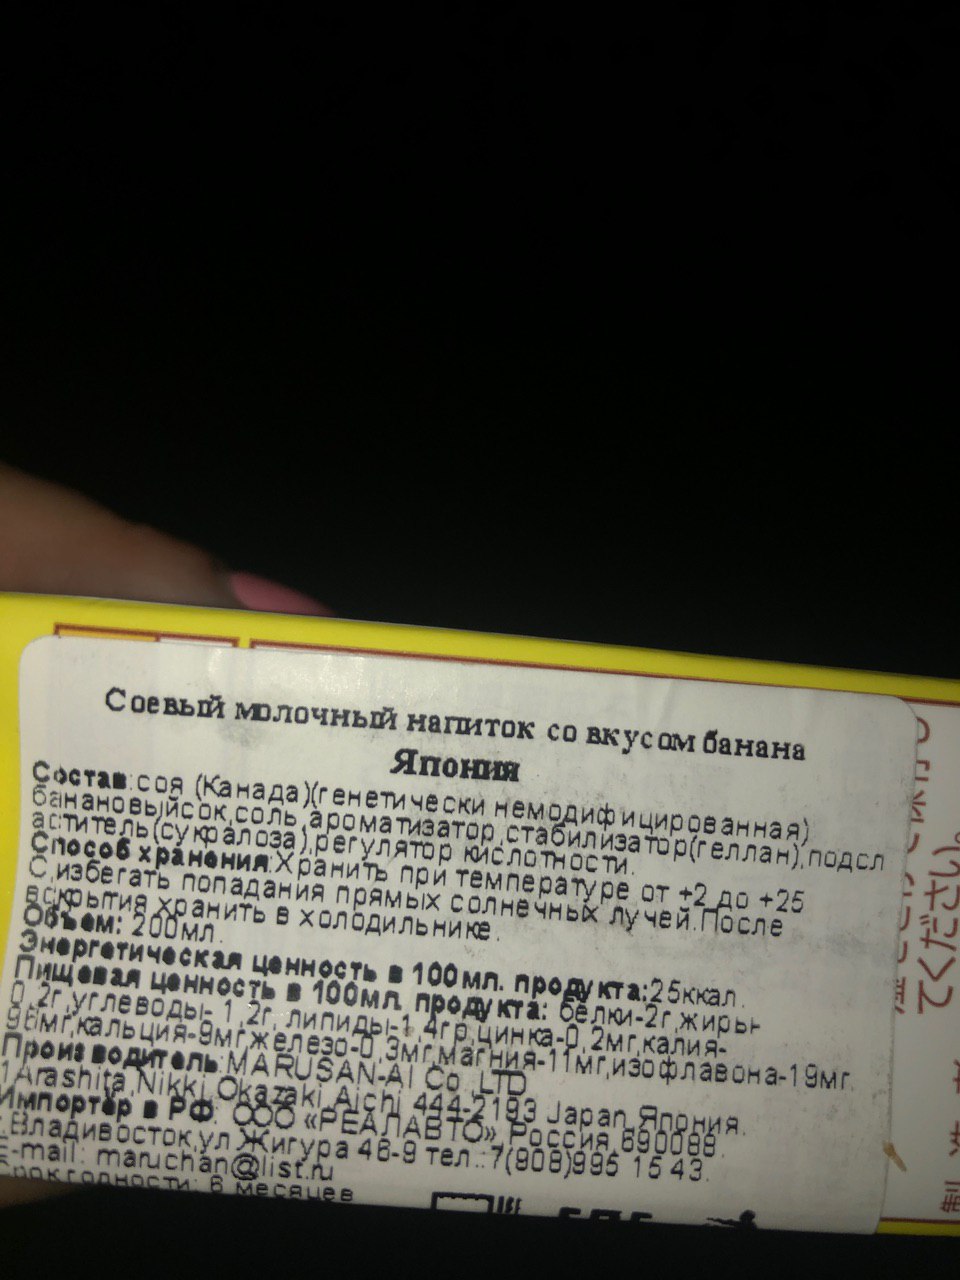 Соевый молочный напиток со вкусом банана
Япония
Состав:соя (Канада)(генетически немодифицированная)
банановыйсок,соль,ароматизатор,стабилизатор(геллан),подсл
аститель(сукралоза),регулятор кислотности.
Способ хранения:Хранить при температуре от +2 до +25
С,избегать попадания прямых солнечных лучей.После
вскрытия хранить в холодильнике.
Объем: 200мл.
Энергетическая ценность в 100мл. продукта:25ккал.
Пищевая ценность в 100мл. продукта: белки-2г,жиры-
0,2г,углеводы- 1,2г, липиды-1,4гр,цинка-0,2мг,калия-
96мг,кальция-9мг,железо-0,3мг,магния-11мг,изофлавона-19мг.
Производитель:MARUSAN-AI Co.,LTD
1Arashita,Nikki,Okazaki,Aichi 444-2193 Japan,Япония.
Импортёр в РФ: ООО «РЕАЛАВТО», Россия,690088.
г.Владивосток,ул.Жигура 46-9 тел.:7(908)995 15 43.
E-mail: maruchan@list.ru
Срок годности: 6 месяцев
てください。